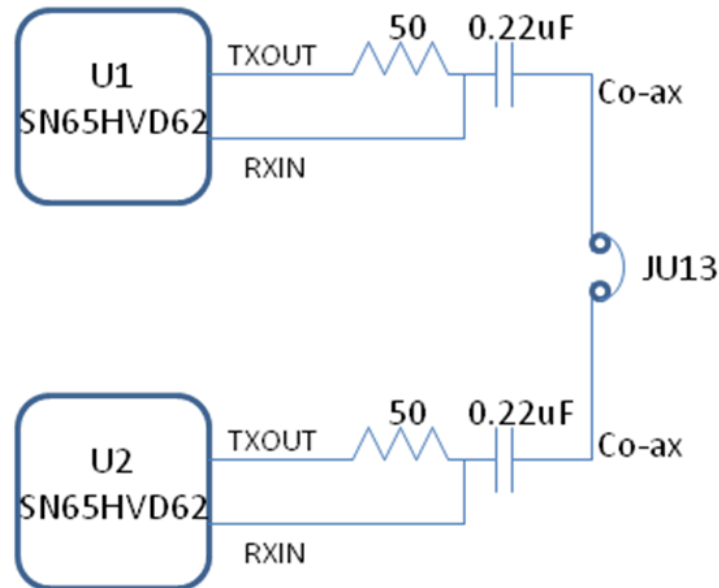 50 0.22uF
U1
SN65HVD62
TXOUT
Co-ax
RXIN
JU13
50 0.22uF
U2
SN65HVD62
TXOUT
Co-ax
RXIN